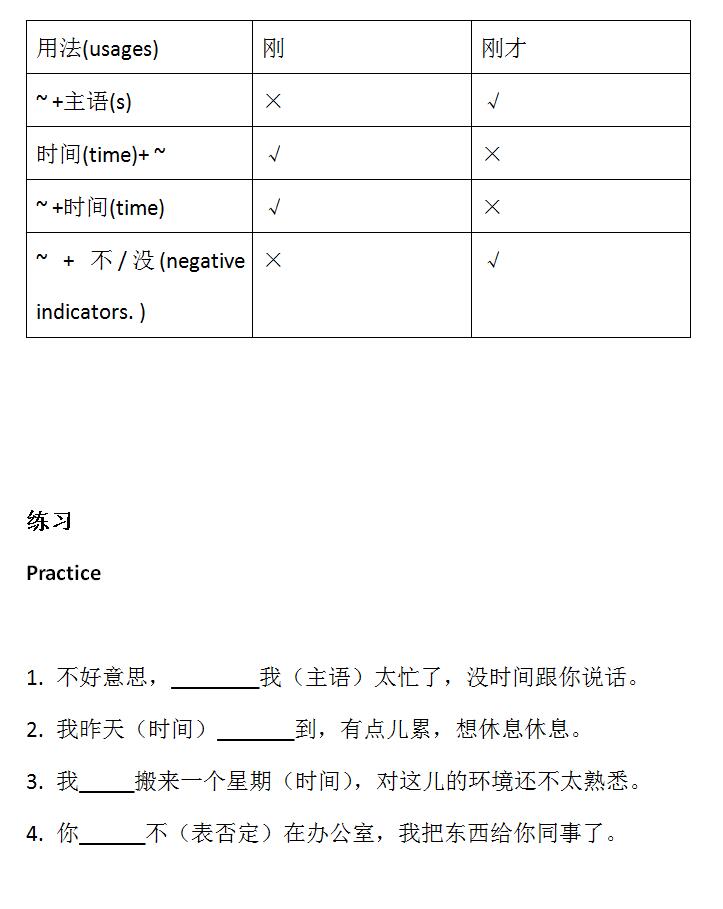 用法(usages) 刚 刚才
~ +主语(s) × √
时间(time)+ ~ √ ×
~ +时间(time) √ ×
~ + 不/没(negative × √
indicators. )
练习
Practice
1. 不好意思，________我（主语）太忙了，没时间跟你说话。
2. 我昨天（时间）_______到，有点儿累，想休息休息。
3. 我_____搬来一个星期（时间），对这儿的环境还不太熟悉。
4. 你______不（表否定）在办公室，我把东西给你同事了。